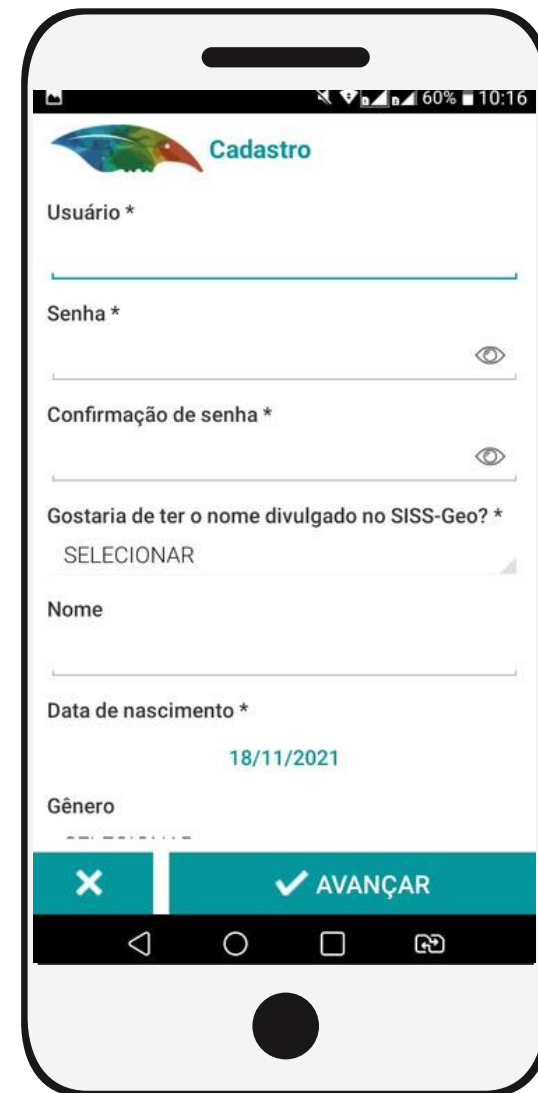 60% 10:16
Cadastro
Usuário *
Senha *
Confirmação de senha *
Gostaria de ter o nome divulgado no SISS-Geo? *
SELECIONAR
Nome
Data de nascimento *
18/11/2021
Gênero
AVANÇAR